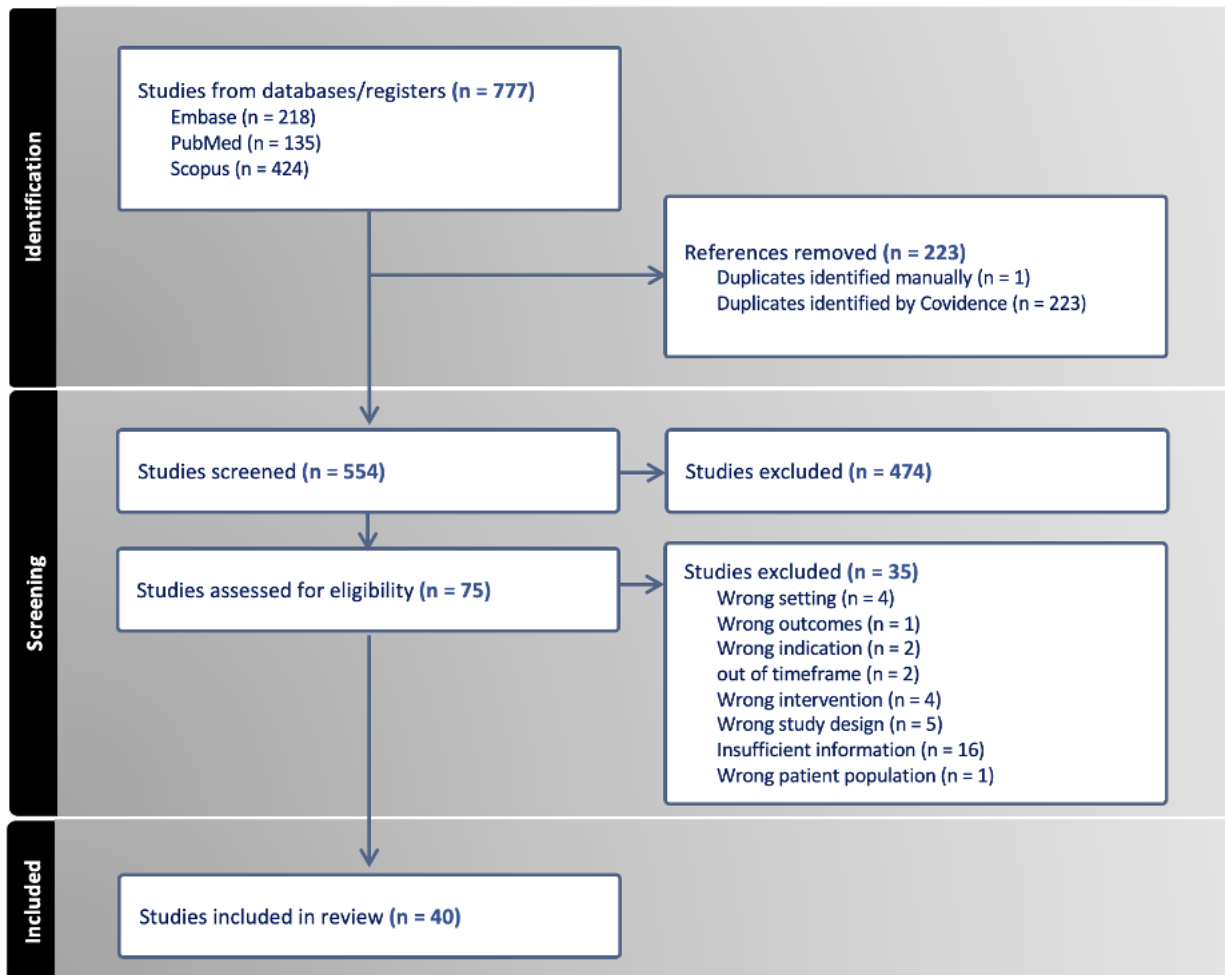 Identification
Studies from databases/registers (n = 777)
Embase (n = 218)
PubMed (n = 135)
Scopus (n = 424)
References removed (n = 223)
Duplicates identified manually (n = 1)
Duplicates identified by Covidence (n = 223)
Screening
Studies screened (n = 554)
Studies excluded (n = 474)
Studies assessed for eligibility (n = 75)
Studies excluded (n = 35)
Wrong setting (n = 4)
Wrong outcomes (n = 1)
Wrong indication (n = 2)
out of timeframe (n = 2)
Wrong intervention (n = 4)
Wrong study design (n = 5)
Insufficient information (n = 16)
Wrong patient population (n = 1)
Included
Studies included in review (n = 40)